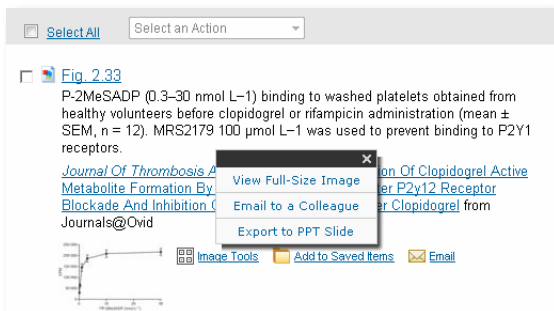 Select All
Select an Action
Fig. 2.33
P-2MeSADP (0.3–30 nmol L–1) binding to washed platelets obtained from
healthy volunteers before clopidogrel or rifampicin administration (mean ±
SEM, n = 12). MRS2179 100 µmol L–1 was used to prevent binding to P2Y1
receptors.
Journal Of Thrombosis A on Of Clopidogrel Active
Metabolite Formation By ter P2y12 Receptor
Blockade And Inhibition er Clopidogrel from
Journals@Ovid
View Full-Size Image
Email to a Colleague
Export to PPT Slide
Image Tools
Add to Saved Items
Email